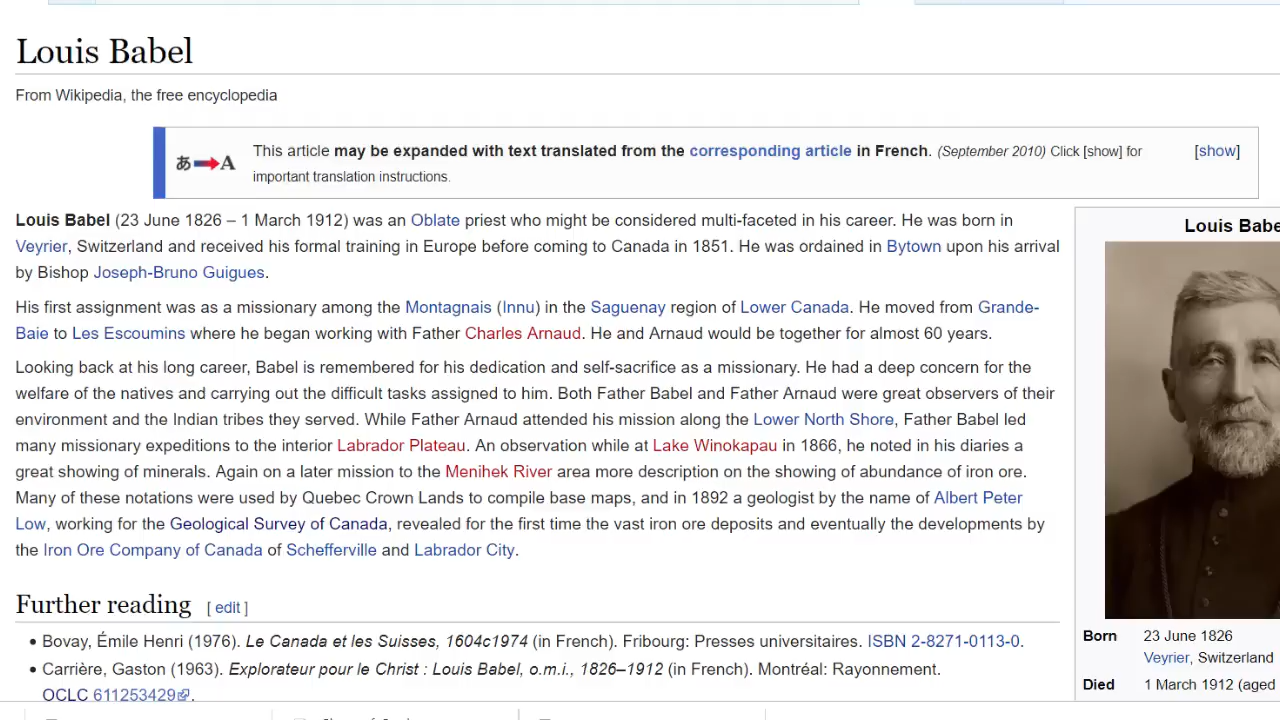 Louis Babel
From Wikipedia, the free encyclopedia
あ A
This article may be expanded with text translated from the corresponding article in French. (September 2010) Click [show] for [show]
important translation instructions.
Louis Babel (23 June 1826 – 1 March 1912) was an Oblate priest who might be considered multi-faceted in his career. He was born in
Veyrier, Switzerland and received his formal training in Europe before coming to Canada in 1851. He was ordained in Bytown upon his arrival
by Bishop Joseph-Bruno Guigues.
His first assignment was as a missionary among the Montagnais (Innu) in the Saguenay region of Lower Canada. He moved from Grande-
Baie to Les Escoumins where he began working with Father Charles Arnaud. He and Arnaud would be together for almost 60 years.
Looking back at his long career, Babel is remembered for his dedication and self-sacrifice as a missionary. He had a deep concern for the
welfare of the natives and carrying out the difficult tasks assigned to him. Both Father Babel and Father Arnaud were great observers of their
environment and the Indian tribes they served. While Father Arnaud attended his mission along the Lower North Shore, Father Babel led
many missionary expeditions to the interior Labrador Plateau. An observation while at Lake Winokapau in 1866, he noted in his diaries a
great showing of minerals. Again on a later mission to the Menihek River area more description on the showing of abundance of iron ore.
Many of these notations were used by Quebec Crown Lands to compile base maps, and in 1892 a geologist by the name of Albert Peter
Low, working for the Geological Survey of Canada, revealed for the first time the vast iron ore deposits and eventually the developments by
the Iron Ore Company of Canada of Schefferville and Labrador City.
Further reading [ edit ]
• Bovay, Émile Henri (1976). Le Canada et les Suisses, 1604c1974 (in French). Fribourg: Presses universitaires. ISBN 2-8271-0113-0.
• Carrière, Gaston (1963). Explorateur pour le Christ : Louis Babel, o.m.i., 1826–1912 (in French). Montréal: Rayonnement.
OCLC 611253429.
Louis Babe
Born 23 June 1826
Veyrier, Switzerland
Died 1 March 1912 (aged